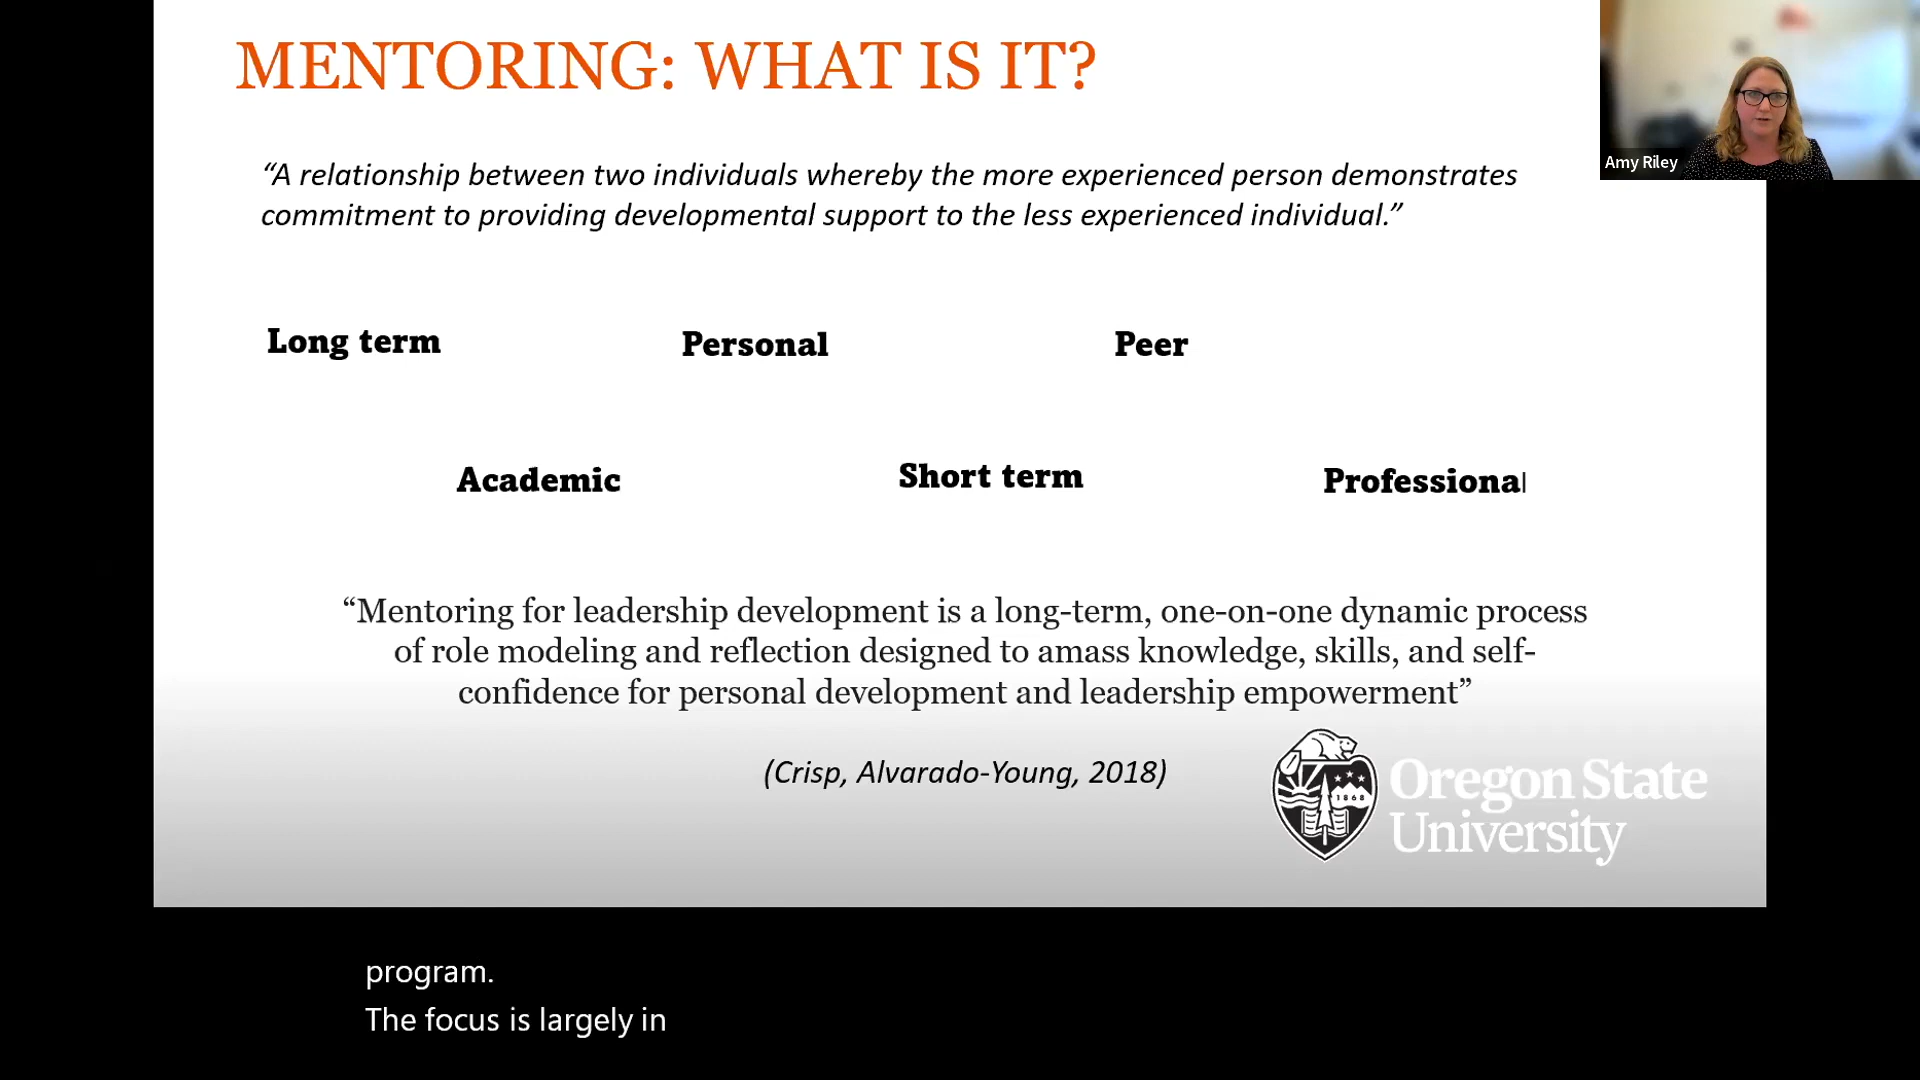 MENTORING: WHAT IS IT?
“A relationship between two individuals whereby the more experienced person demonstrates
commitment to providing developmental support to the less experienced individual.”
Long term
Personal
Peer
Academic
Short term
Professional
“Mentoring for leadership development is a long-term, one-on-one dynamic process
of role modeling and reflection designed to amass knowledge, skills, and self-
confidence for personal development and leadership empowerment”
(Crisp, Alvarado-Young, 2018)
1868
Oregon State
University
Amy Riley
program.
The focus is largely in